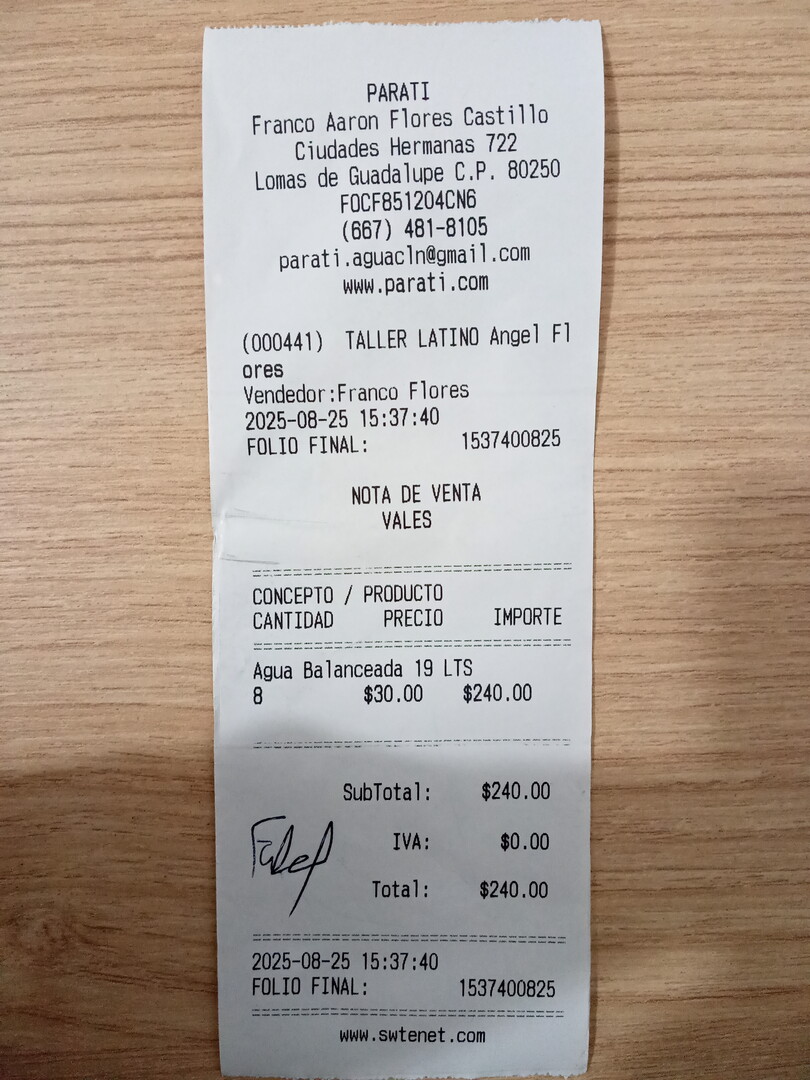 PARATI
Franco Aaron Flores Castillo
Ciudades Hermanas 722
Lomas de Guadalupe C.P. 80250
FOCF851204CN6
(667) 481-8105
parati.aguacln@gmail.com
www.parati.com
(000441) TALLER LATINO Angel Fl
ores
Vendedor:Franco Flores
2025-08-25 15:37:40
FOLIO FINAL: 1537400825
NOTA DE VENTA
VALES
CONCEPTO / PRODUCTO
CANTIDAD PRECIO IMPORTE
Agua Balanceada 19 LTS
8 $30.00 $240.00
SubTotal: $240.00
IVA: $0.00
Total: $240.00
2025-08-25 15:37:40
FOLIO FINAL: 1537400825
www.swtenet.com